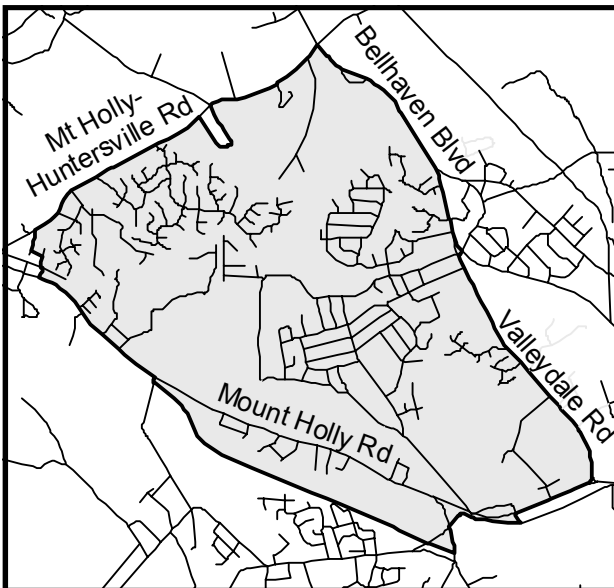 Bellhaven Blvd
Mt Holly-
Huntersville Rd
Valleydale Rd
Mount Holly Rd